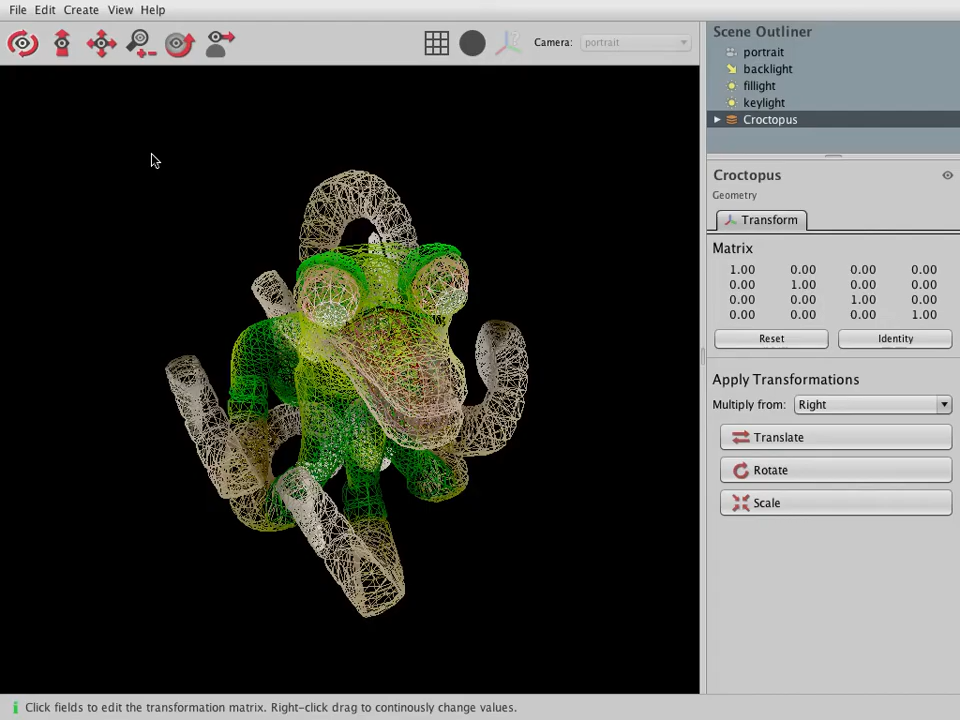 File Edit Create View Help
Camera: portrait
Scene Outliner
portrait
backlight
fillight
keylight
Croctopus
Croctopus
Geometry
Transform
Matrix
1.00 0.00 0.00 0.00
0.00 1.00 0.00 0.00
0.00 0.00 1.00 0.00
0.00 0.00 0.00 1.00
Reset Identity
Apply Transformations
Multiply from: Right
Translate
Rotate
Scale
Click fields to edit the transformation matrix. Right-click drag to continously change values.